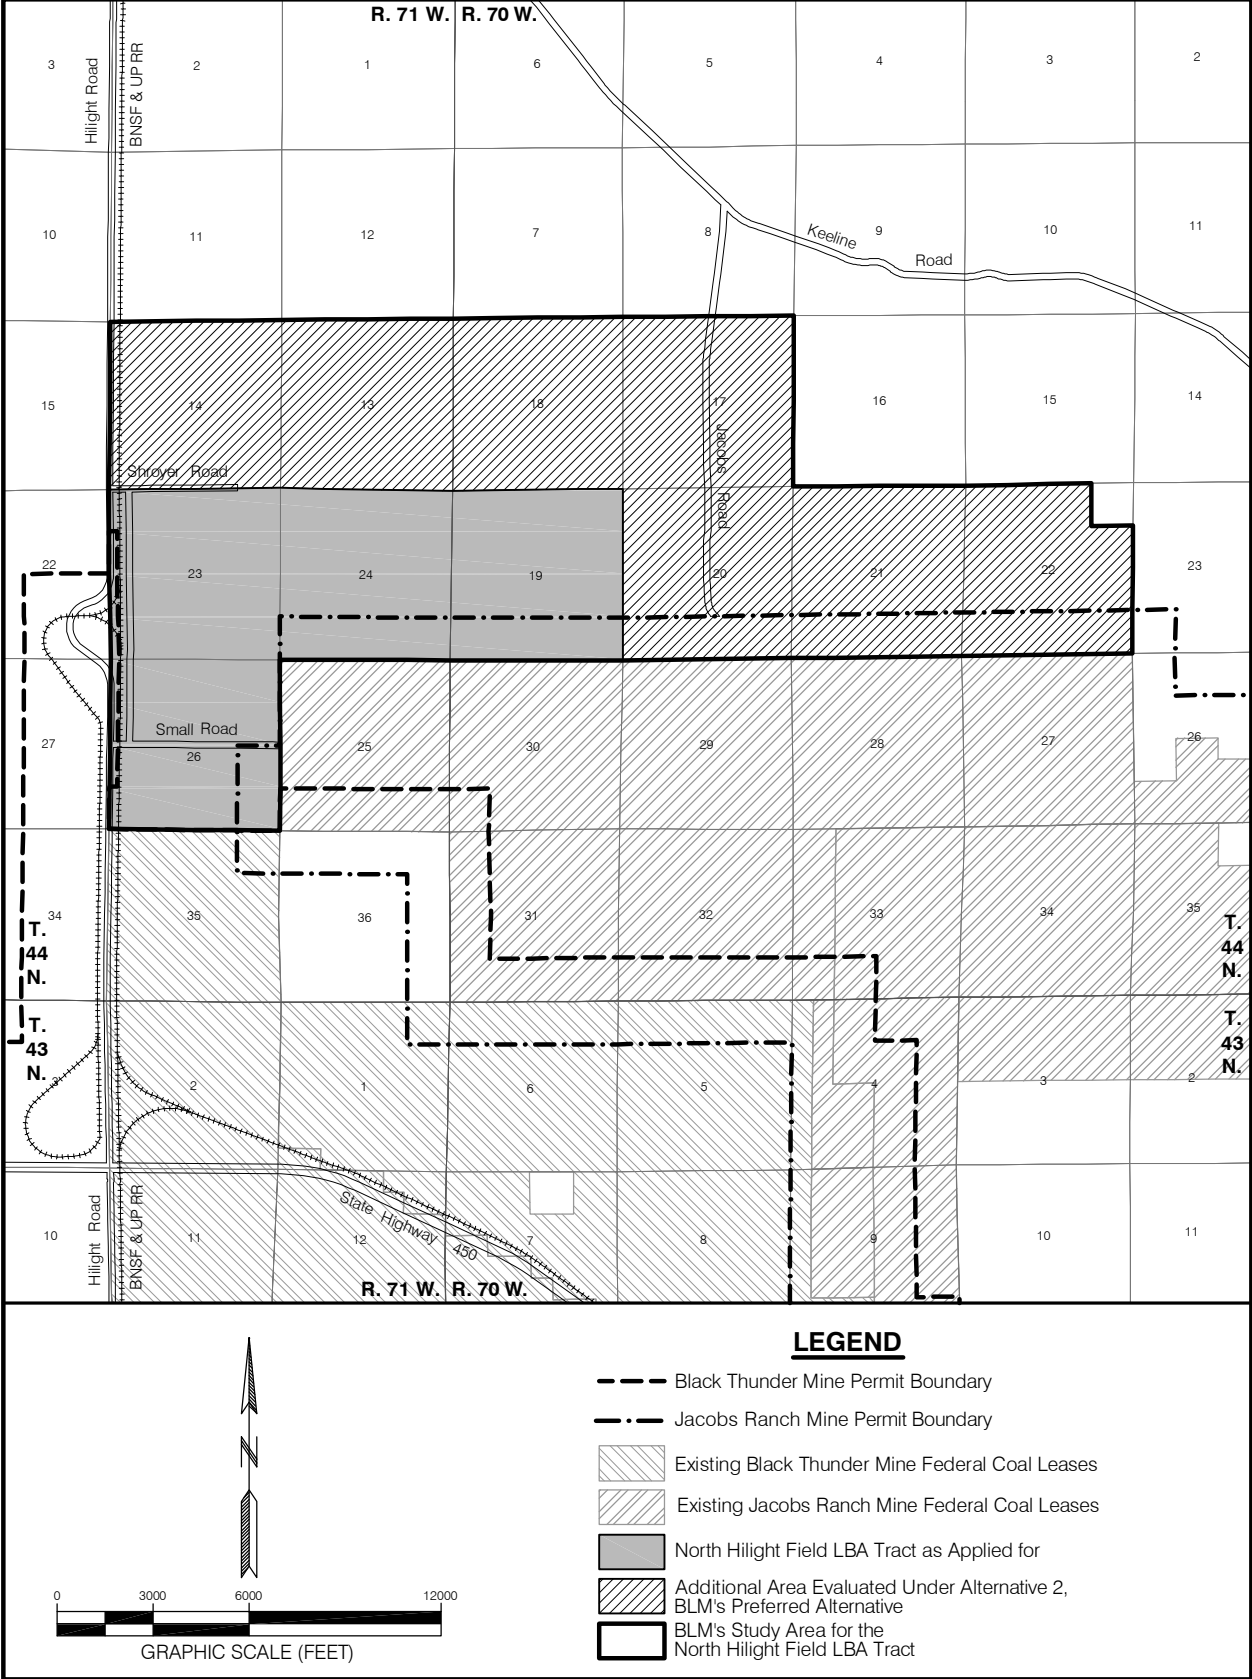 R. 71 W. R. 70 W.
3 2 1 6 5 4 3 2
Hilight Road
BNSF & UP RR
10 11 12 7 8 9 10 11
Keeline Road
15 14 13 18 17 16 15 14
Jacobs Road
Shroyer Road
22 23 24 19 20 21 22 23
Small Road
27 26 25 30 29 28 27 26
34 35 36 31 32 33 34 35
T.
44
N.
T.
44
N.
T.
43
N.
T.
43
N.
3 2 1 6 5 4 3 2
10 11 12 7 8 9 10 11
Hilight Road
BNSF & UP RR
State Highway 450
R. 71 W. R. 70 W.
N
0 3000 6000 12000
GRAPHIC SCALE (FEET)
LEGEND
Black Thunder Mine Permit Boundary
Jacobs Ranch Mine Permit Boundary
Existing Black Thunder Mine Federal Coal Leases
Existing Jacobs Ranch Mine Federal Coal Leases
North Hilight Field LBA Tract as Applied for
Additional Area Evaluated Under Alternative 2,
BLM's Preferred Alternative
BLM's Study Area for the
North Hilight Field LBA Tract